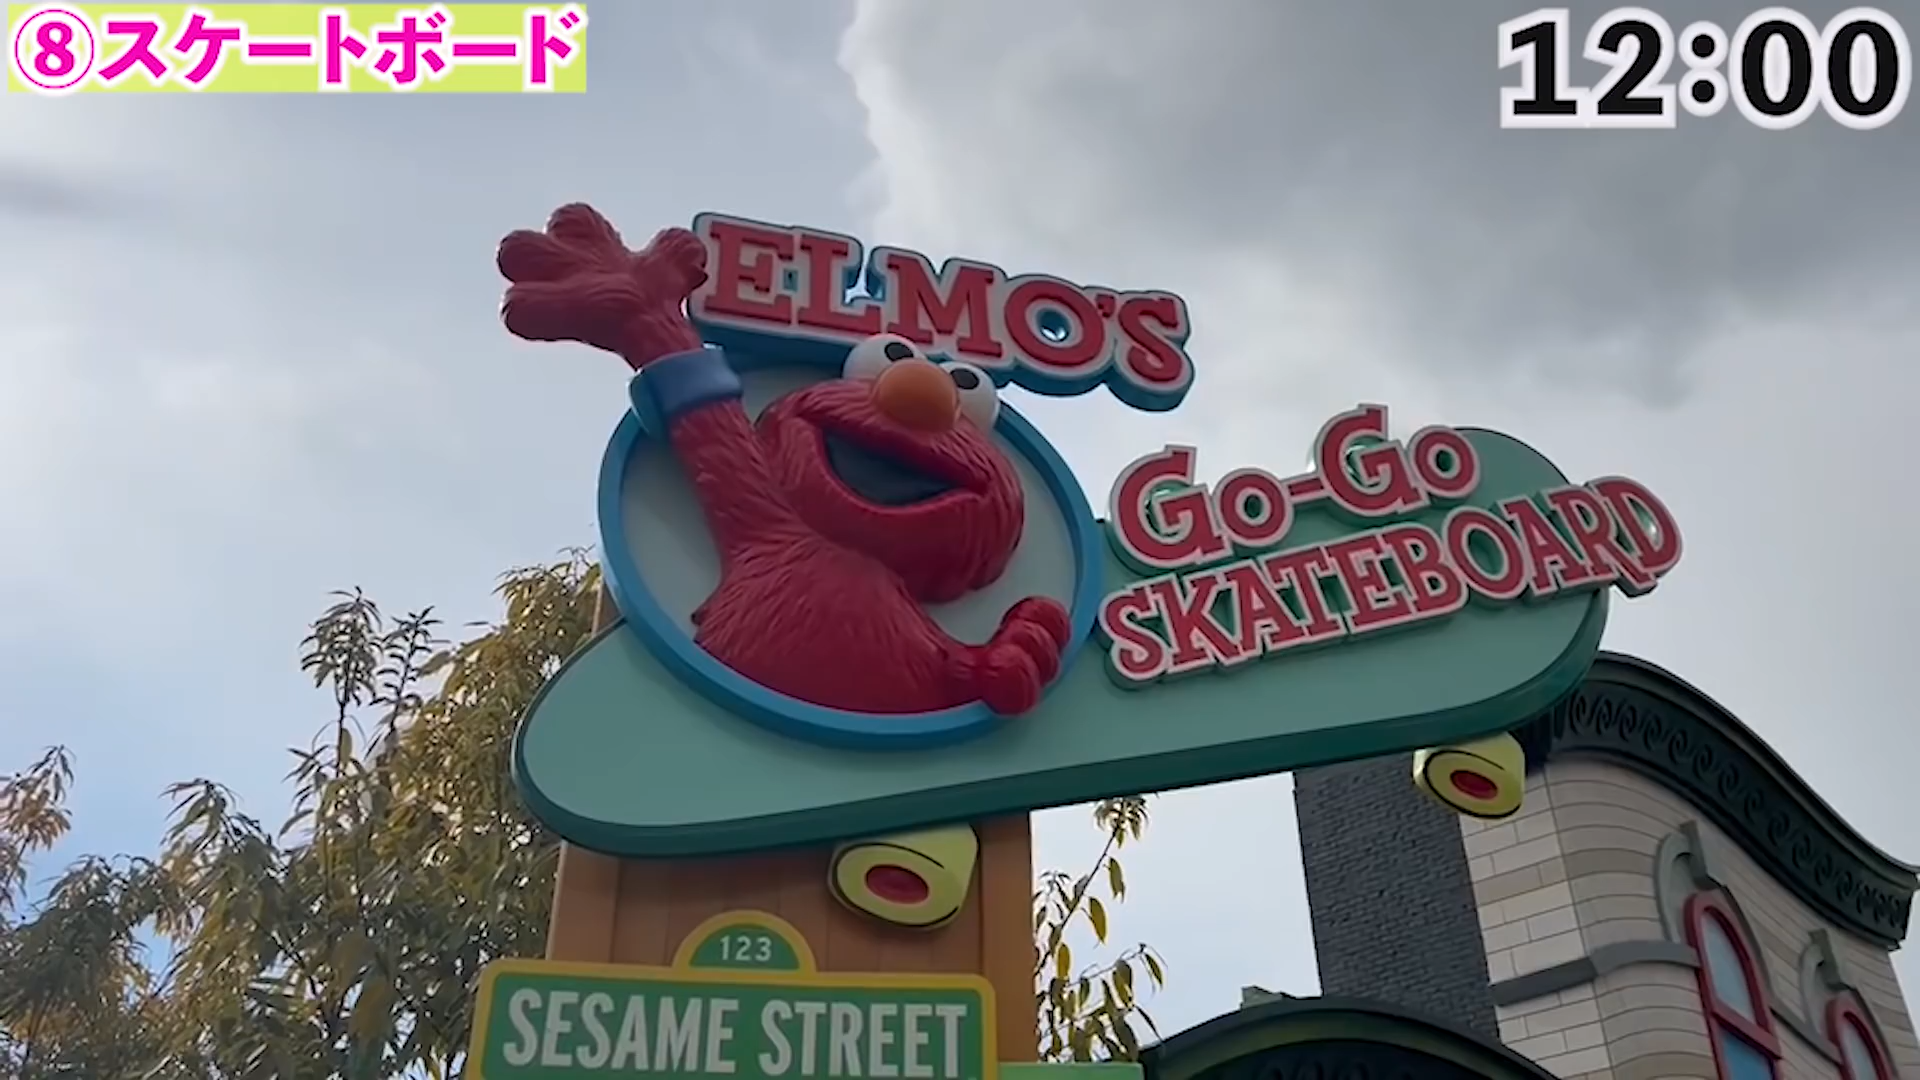 ⑧スケートボード
12:00
ELMO'S
GO-GO
SKATEBOARD
123
SESAME STREET